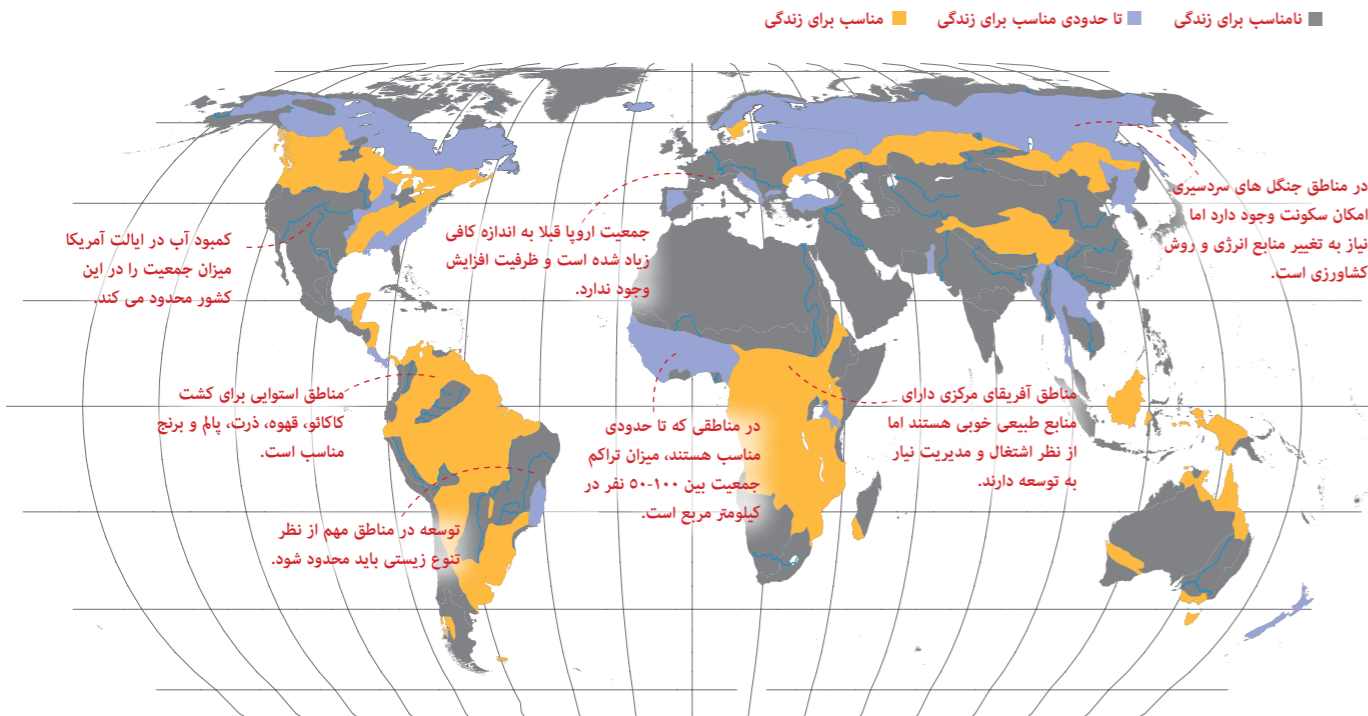 نامناسب برای زندگی
تا حدودی مناسب برای زندگی
مناسب برای زندگی
در مناطق جنگل های سردسیری
امکان سکونت وجود دارد اما
نیاز به تغییر منابع انرژی و روش
کشاورزی است.
جمعیت اروپا قبلا به اندازه کافی
زیاد شده است و ظرفیت افزایش
وجود ندارد.
کمبود آب در ایالت آمریکا
میزان جمعیت را در این
کشور محدود می کند.
مناطق آفریقای مرکزی دارای
منابع طبیعی خوبی هستند اما
از نظر اشتغال و مدیریت نیار
به توسعه دارند.
در مناطقی که تا حدودی
مناسب هستند، میزان تراکم
جمعیت بین ۱۰۰-۵۰ نفر در
کیلومتر مربع است.
مناطق استوایی برای کشت
کاکائو، قهوه، ذرت، پالم و برنج
مناسب است.
توسعه در مناطق مهم از نظر
تنوع زیستی باید محدود شود.